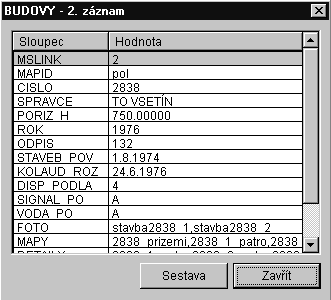 BUDOVY - 2. záznam
Sloupec Hodnota
MSLINK 2
MAPID pol
CISLO 2838
SPRAVCE TO VSETÍN
PORIZ_H 750.00000
ROK 1976
ODPIS 132
STAVEB_POV 1.8.1974
KOLAUD_ROZ 24.6.1976
DISP_PODLA 4
SIGNAL_PO A
VODA_PO A
FOTO stavba2838_1,stavba2838_2
MAPY 2838_prizemi,2838_1_patro,2838
Sestava Zavřít